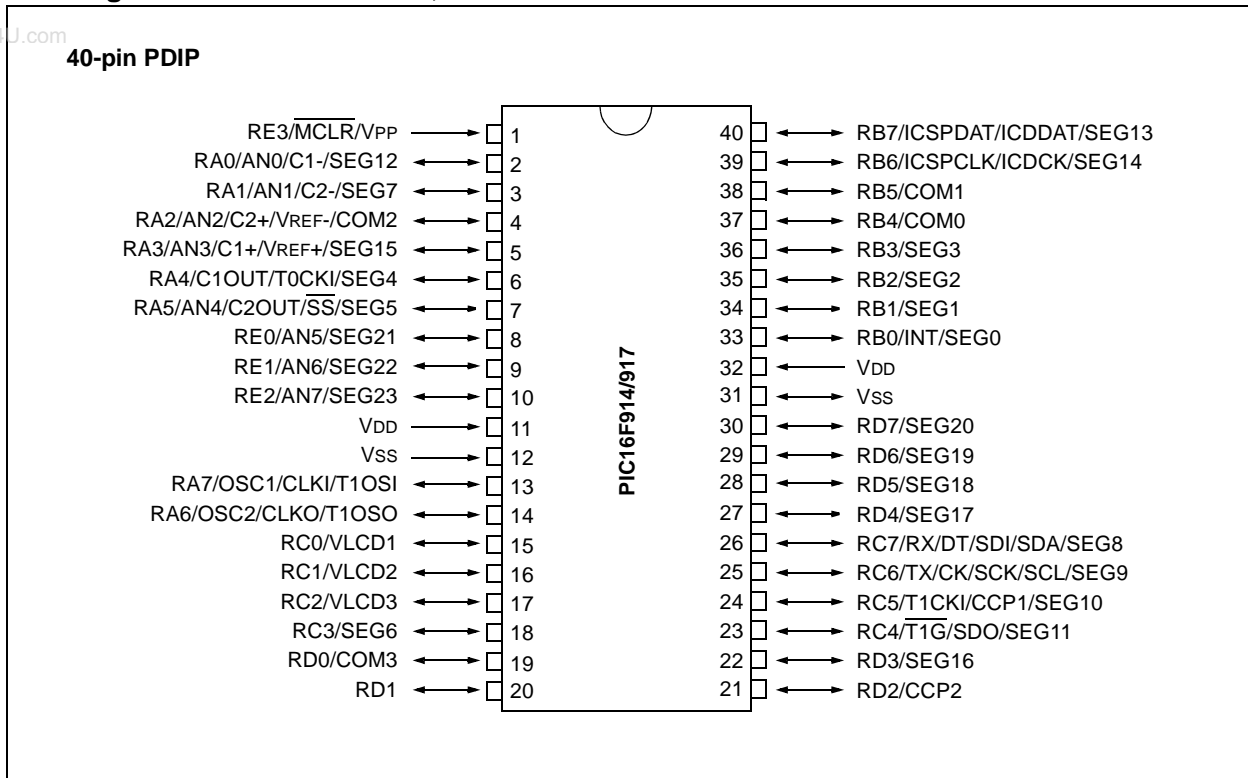 40-pin PDIP
RE3/MCLR/VPP
RA0/AN0/C1-/SEG12
RA1/AN1/C2-/SEG7
RA2/AN2/C2+/VREF-/COM2
RA3/AN3/C1+/VREF+/SEG15
RA4/C1OUT/T0CKI/SEG4
RA5/AN4/C2OUT/SS/SEG5
RE0/AN5/SEG21
RE1/AN6/SEG22
RE2/AN7/SEG23
VDD
VSS
RA7/OSC1/CLKI/T1OSI
RA6/OSC2/CLKO/T1OSO
RC0/VLCD1
RC1/VLCD2
RC2/VLCD3
RC3/SEG6
RD0/COM3
RD1
1
2
3
4
5
6
7
8
9
10
11
12
13
14
15
16
17
18
19
20
PIC16F914/917
40
39
38
37
36
35
34
33
32
31
30
29
28
27
26
25
24
23
22
21
RB7/ICSPDAT/ICDDAT/SEG13
RB6/ICSPCLK/ICDCK/SEG14
RB5/COM1
RB4/COM0
RB3/SEG3
RB2/SEG2
RB1/SEG1
RB0/INT/SEG0
VDD
VSS
RD7/SEG20
RD6/SEG19
RD5/SEG18
RD4/SEG17
RC7/RX/DT/SDI/SDA/SEG8
RC6/TX/CK/SCK/SCL/SEG9
RC5/T1CKI/CCP1/SEG10
RC4/T1G/SDO/SEG11
RD3/SEG16
RD2/CCP2